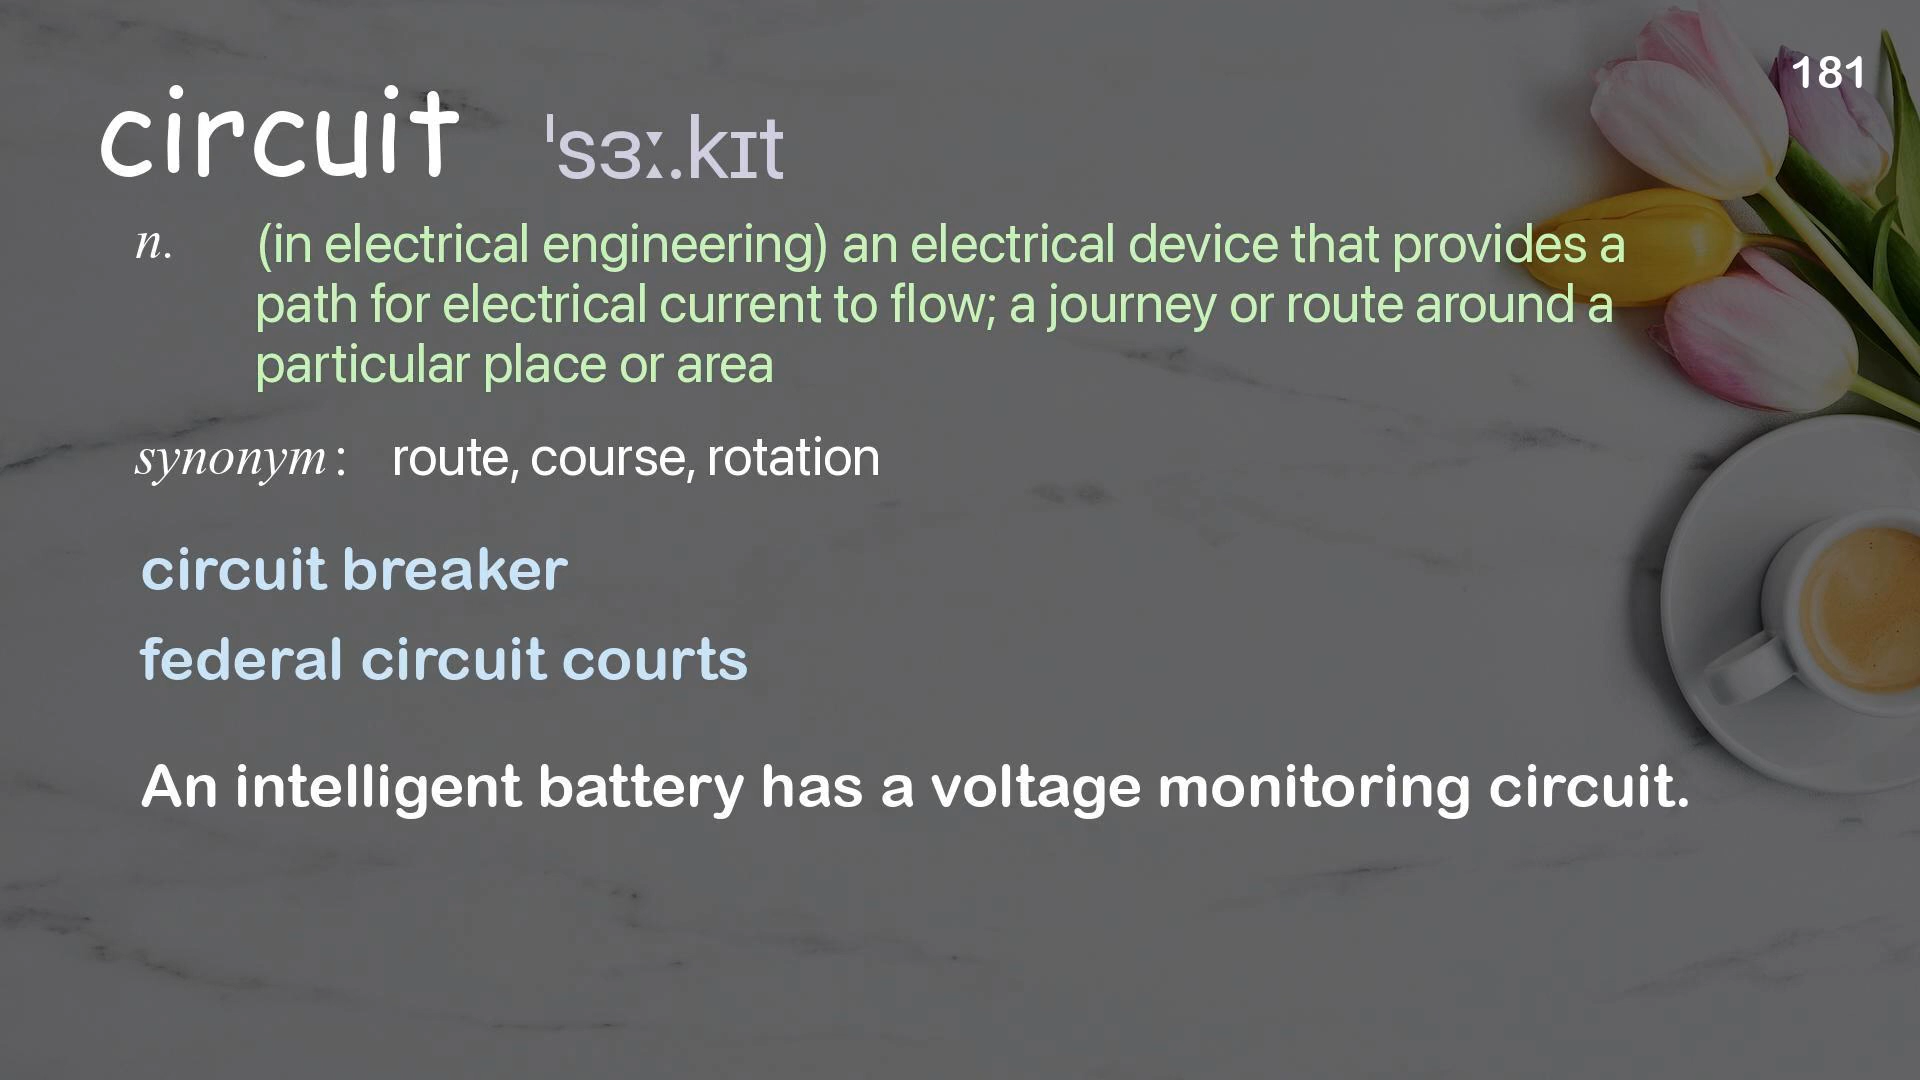 181
circuit ˈsɜː.kɪt
n. (in electrical engineering) an electrical device that provides a
path for electrical current to flow; a journey or route around a
particular place or area
synonym: route, course, rotation
circuit breaker
federal circuit courts
An intelligent battery has a voltage monitoring circuit.